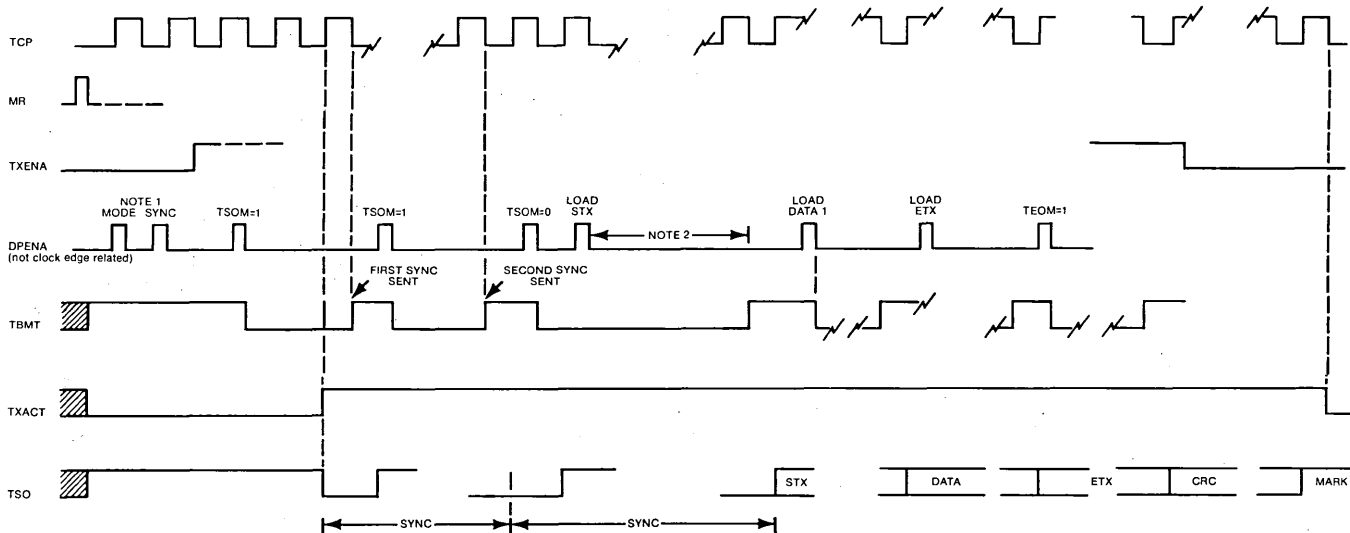 TCP
MR
TXENA
NOTE 1
MODE SYNC
TSOM=1
TSOM=1
TSOM=0
LOAD
STX
NOTE 2
LOAD
DATA 1
LOAD
ETX
TEOM=1
DPENA
(not clock edge related)
FIRST SYNC
SENT
SECOND SYNC
SENT
TBMT
TXACT
TSO
STX
DATA
ETX
CRC
MARK
SYNC
SYNC